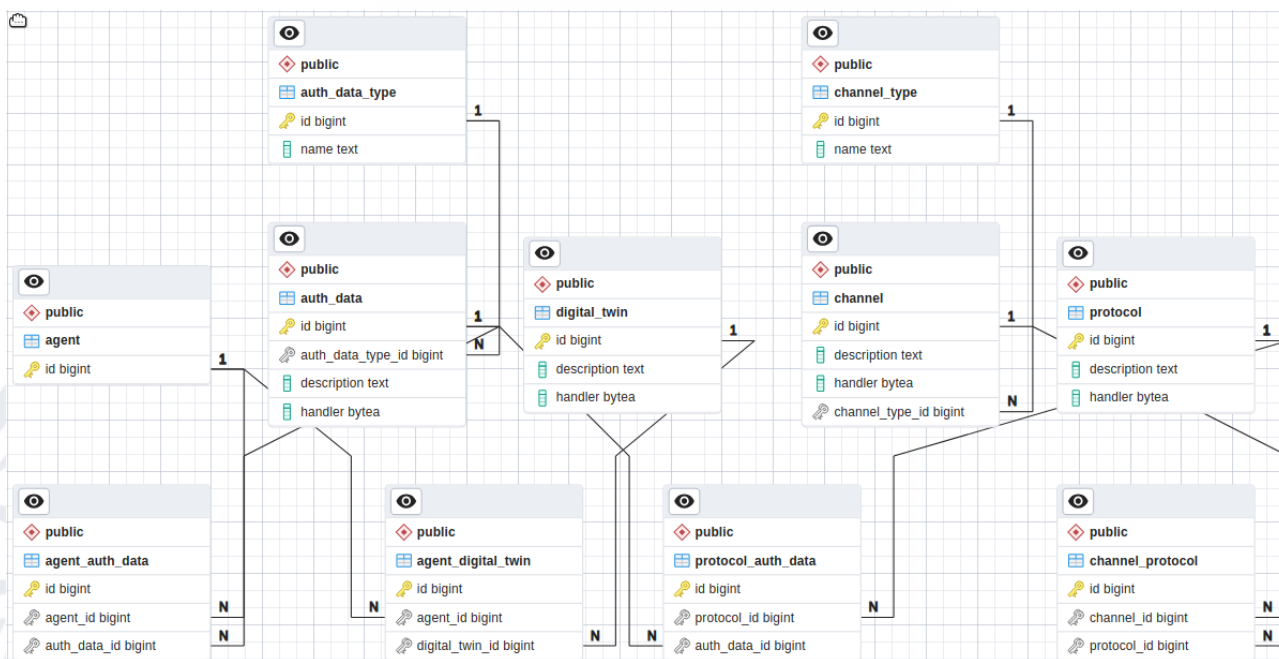 public
auth_data_type
id bigint
name text
1
public
channel_type
id bigint
name text
1
public
agent
id bigint
1
public
auth_data
id bigint
auth_data_type_id bigint
description text
handler bytea
1
N
public
digital_twin
id bigint
description text
handler bytea
1
public
channel
id bigint
description text
handler bytea
channel_type_id bigint
1
N
public
protocol
id bigint
description text
handler bytea
1
public
agent_auth_data
id bigint
agent_id bigint
auth_data_id bigint
N
N
public
agent_digital_twin
id bigint
agent_id bigint
digital_twin_id bigint
N
N
public
protocol_auth_data
id bigint
protocol_id bigint
auth_data_id bigint
N
N
public
channel_protocol
id bigint
channel_id bigint
protocol_id bigint
N
N